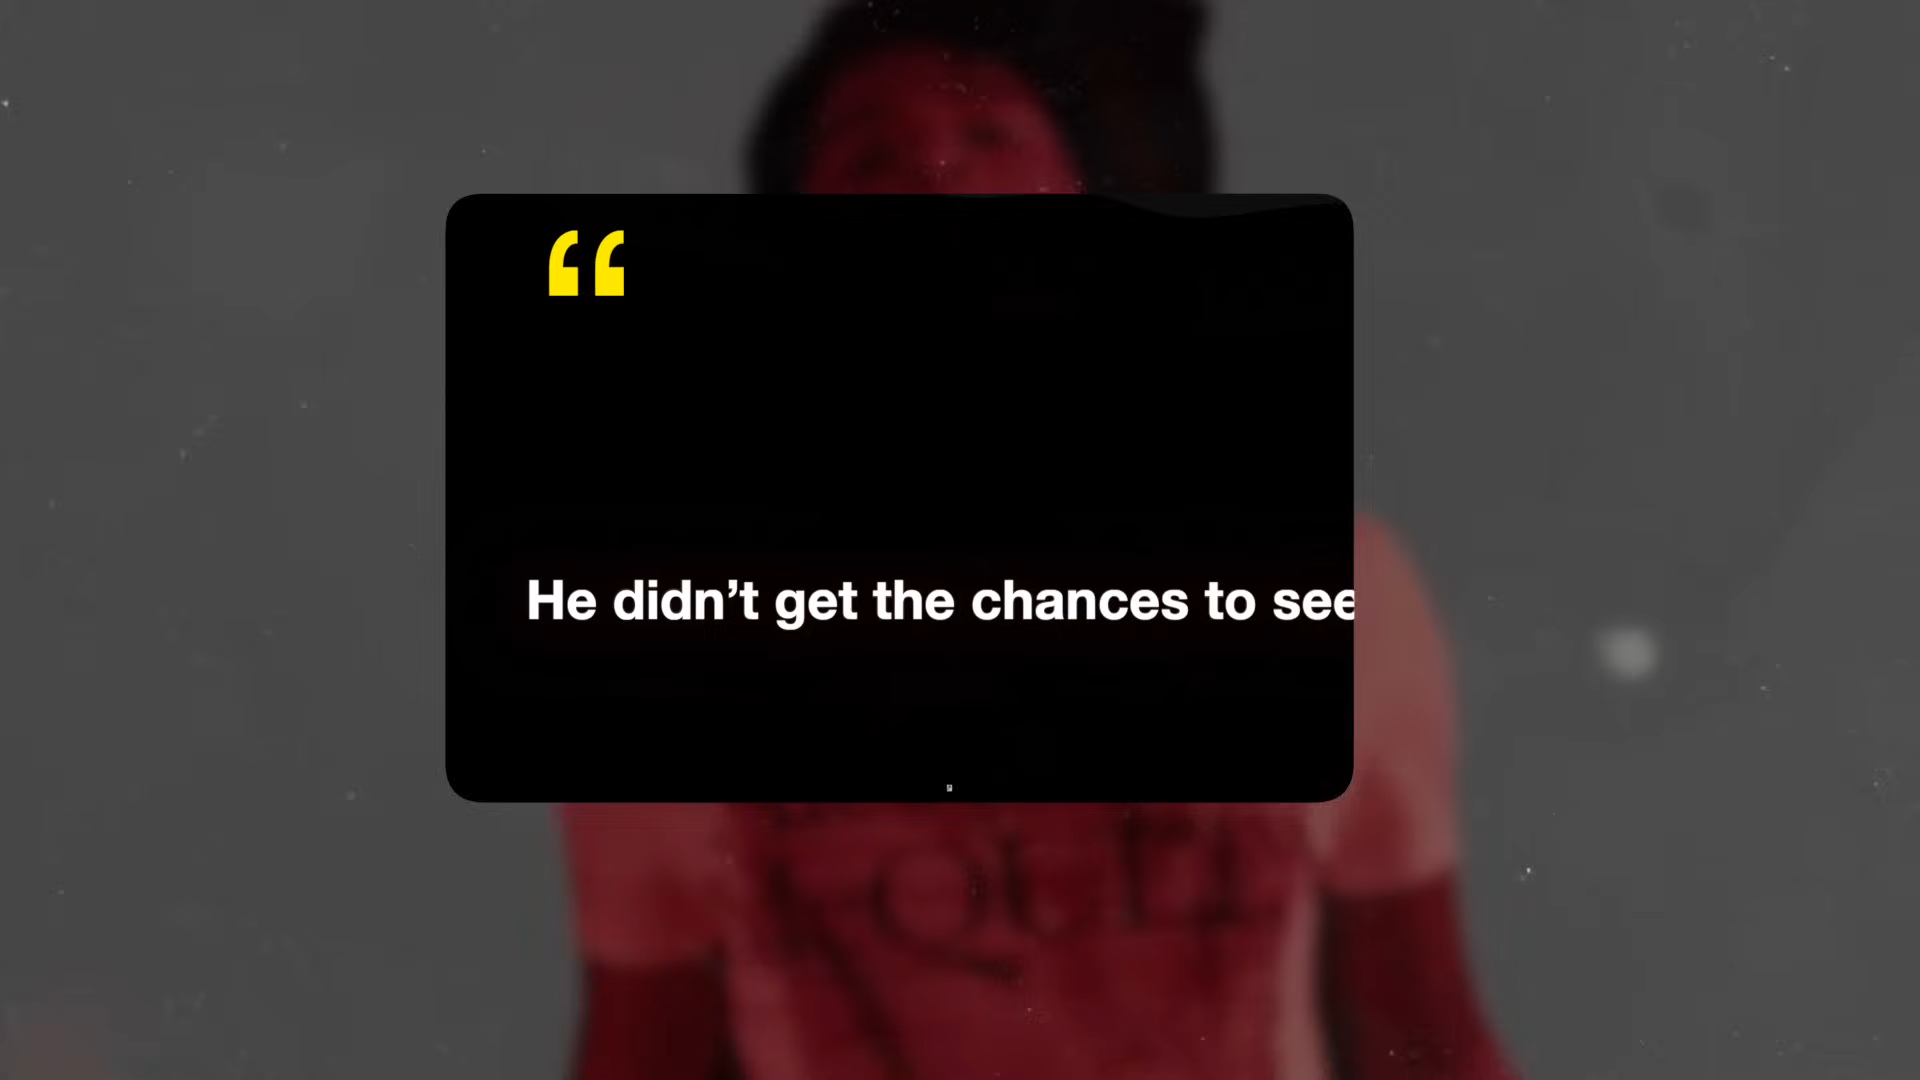 “
He didn’t get the chances to see